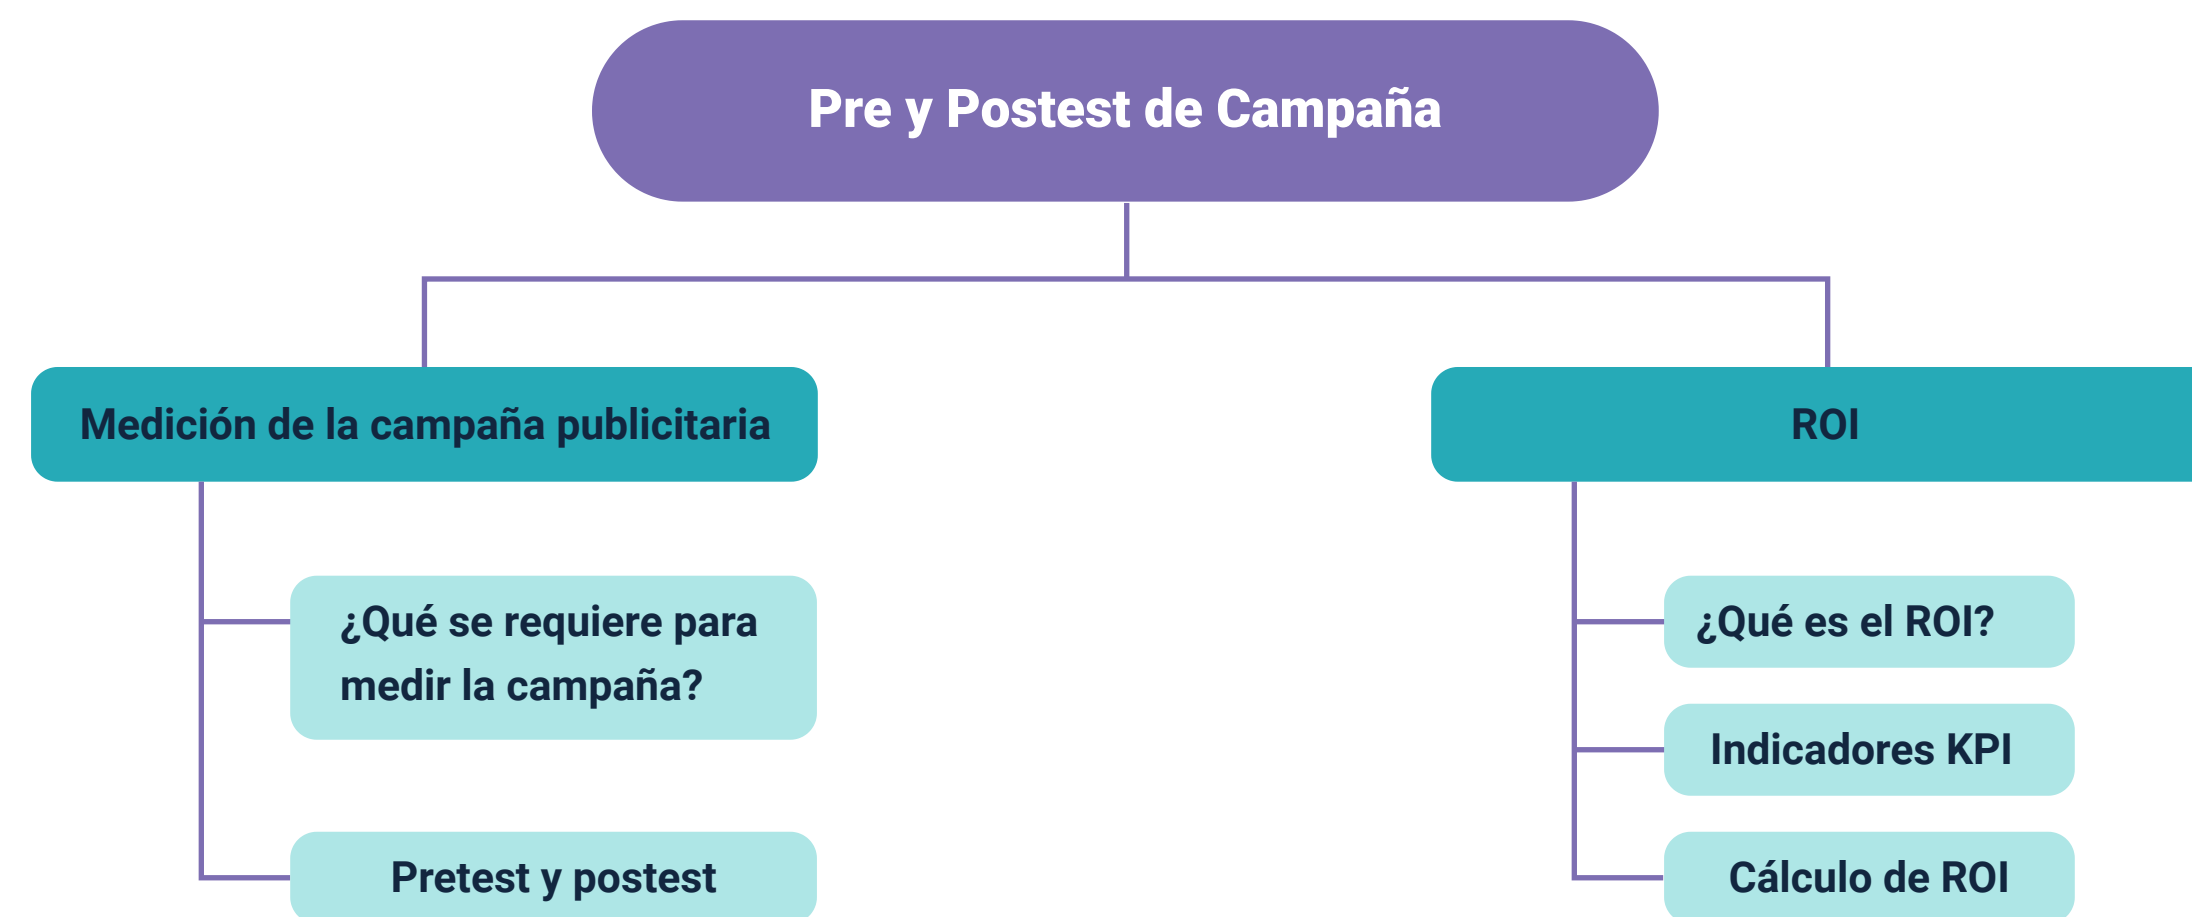 Pre y Postest de Campaña
Medición de la campaña publicitaria
¿Qué se requiere para
medir la campaña?
Pretest y postest
ROI
¿Qué es el ROI?
Indicadores KPI
Cálculo de ROI